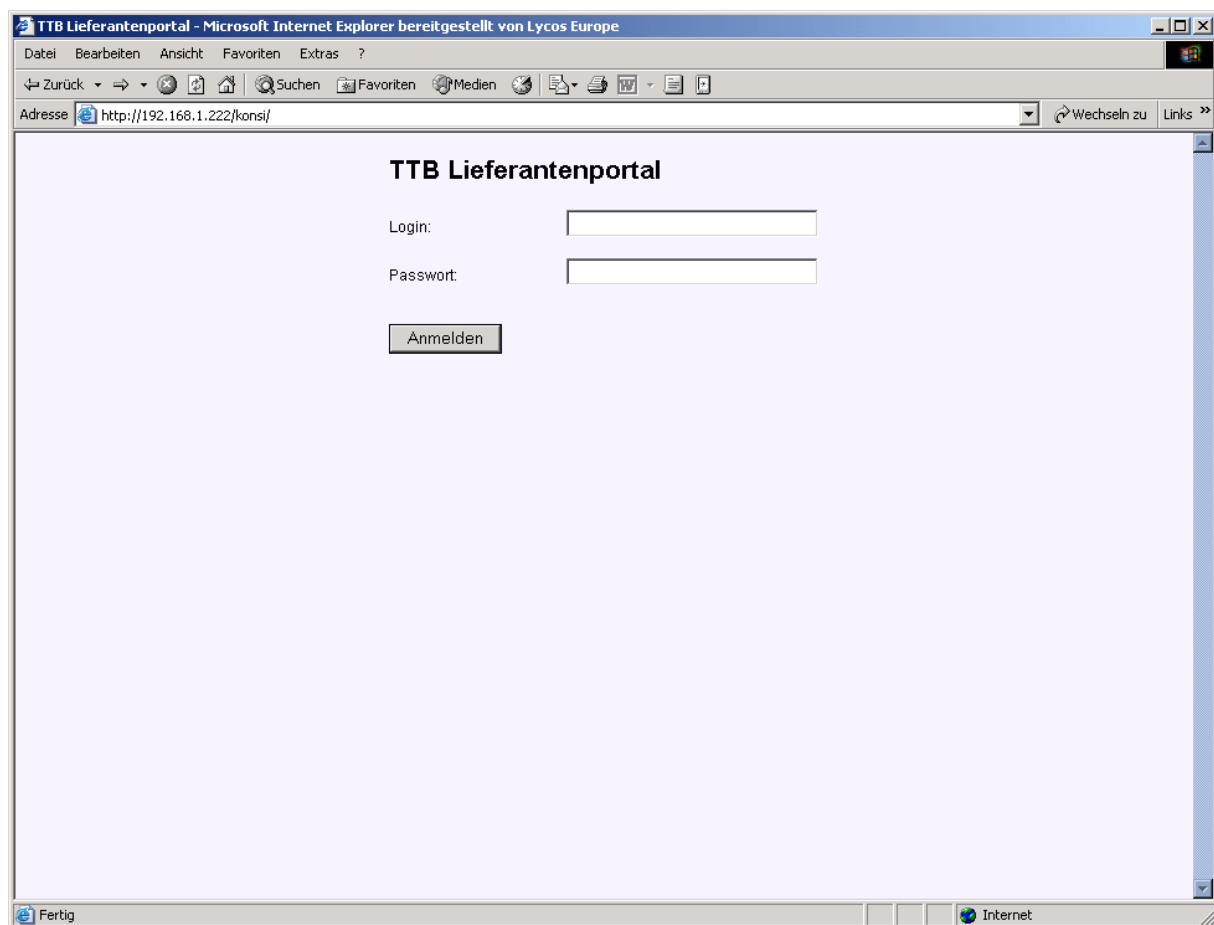 TTB Lieferantenportal - Microsoft Internet Explorer bereitgestellt von Lycos Europe
Datei Bearbeiten Ansicht Favoriten Extras ?
Zurück Suchen Favoriten Medien
Adresse http://192.168.1.222/konsi/ Wechseln zu Links »
TTB Lieferantenportal
Login:
Passwort:
Anmelden
Fertig Internet